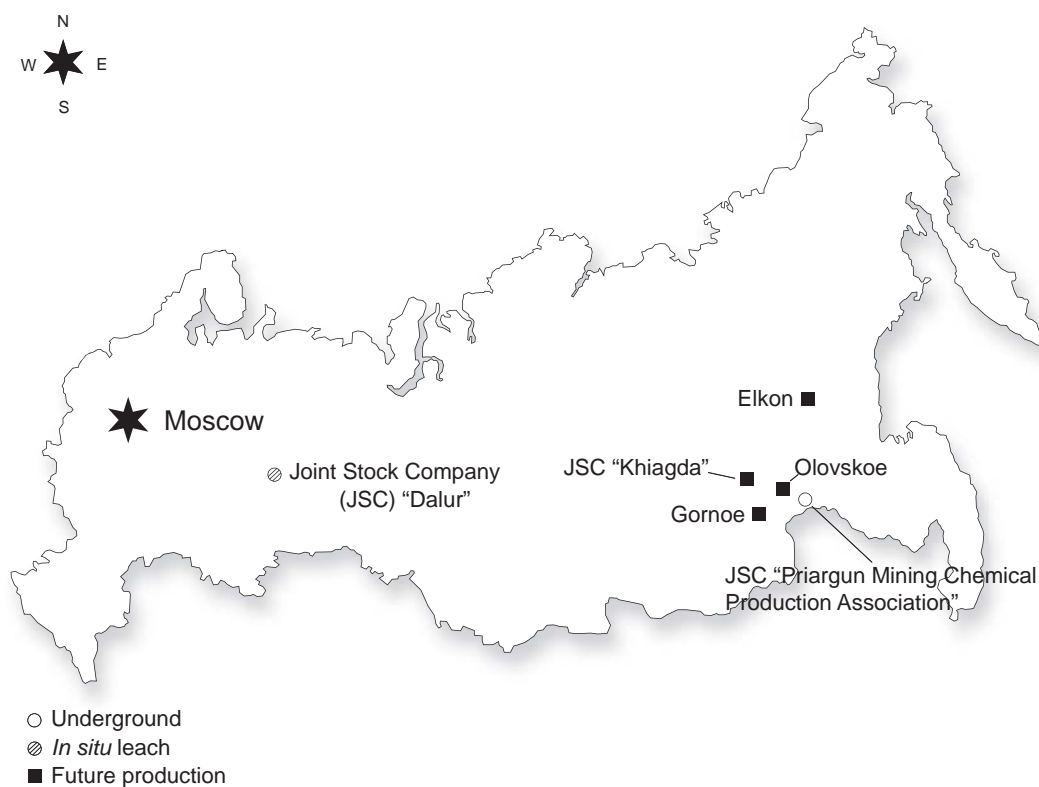 N
W E
S
Moscow
Elkon
JSC “Khiagda”
Olovskoe
Joint Stock Company
(JSC) “Dalur”
Gornoe
JSC “Priargun Mining Chemical
Production Association”
Underground
In situ leach
Future production